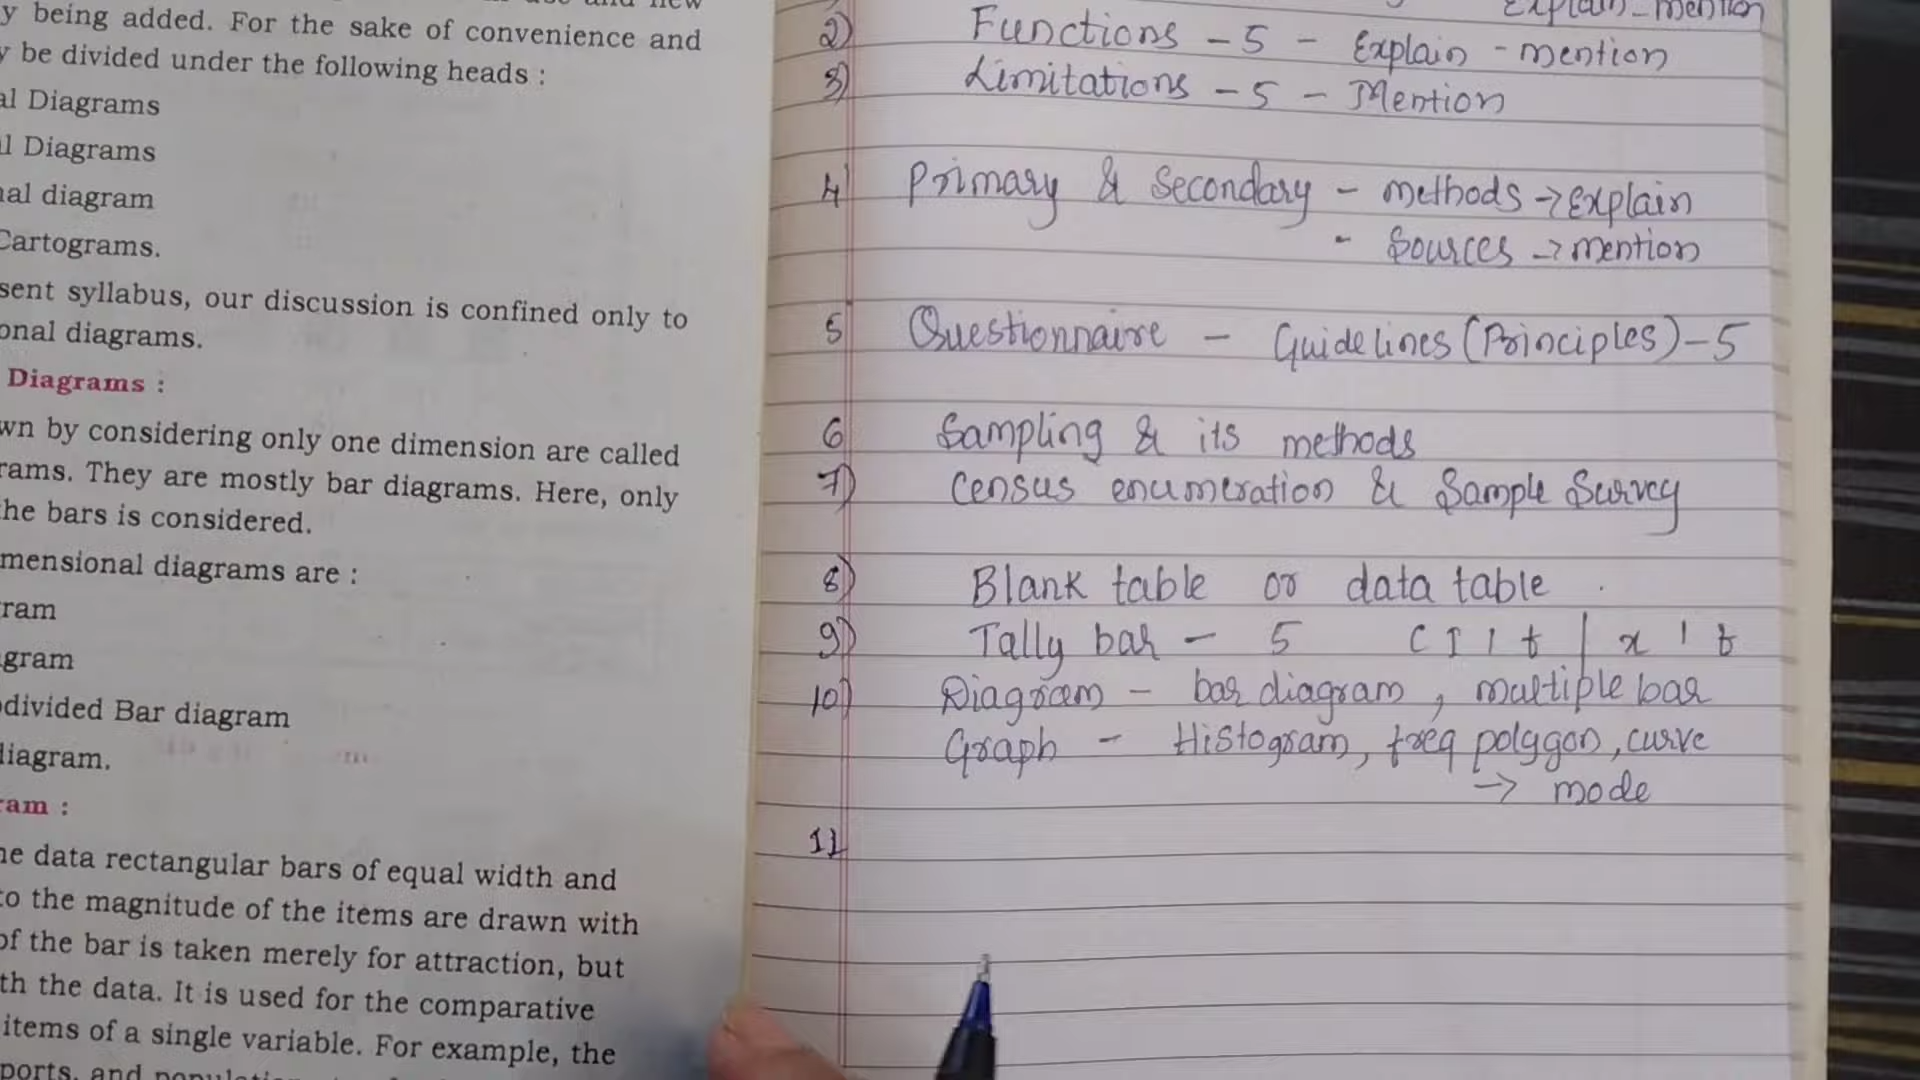 y being added. For the sake of convenience and
y be divided under the following heads :
al Diagrams
l Diagrams
nal diagram
Cartograms.
sent syllabus, our discussion is confined only to
onal diagrams.
Diagrams :
wn by considering only one dimension are called
rams. They are mostly bar diagrams. Here, only
he bars is considered.
mensional diagrams are :
ram
gram
divided Bar diagram
liagram.
ram :
ne data rectangular bars of equal width and
to the magnitude of the items are drawn with
of the bar is taken merely for attraction, but
th the data. It is used for the comparative
items of a single variable. For example, the
ports, and
Explain - mention
2) Functions - 5 - Explain - mention
3) Limitations - 5 - Mention
4 Primary & Secondary - methods → Explain
- Sources → mention
5 Questionnaire - Guidelines (Principles) - 5
6 Sampling & its methods
7) Census enumeration & Sample Survey
8) Blank table or data table .
9) Tally bar - 5 C I | f | x | f
10) Diagram - bar diagram, multiple bar
Graph - Histogram, freq polygon, curve
→ mode
11